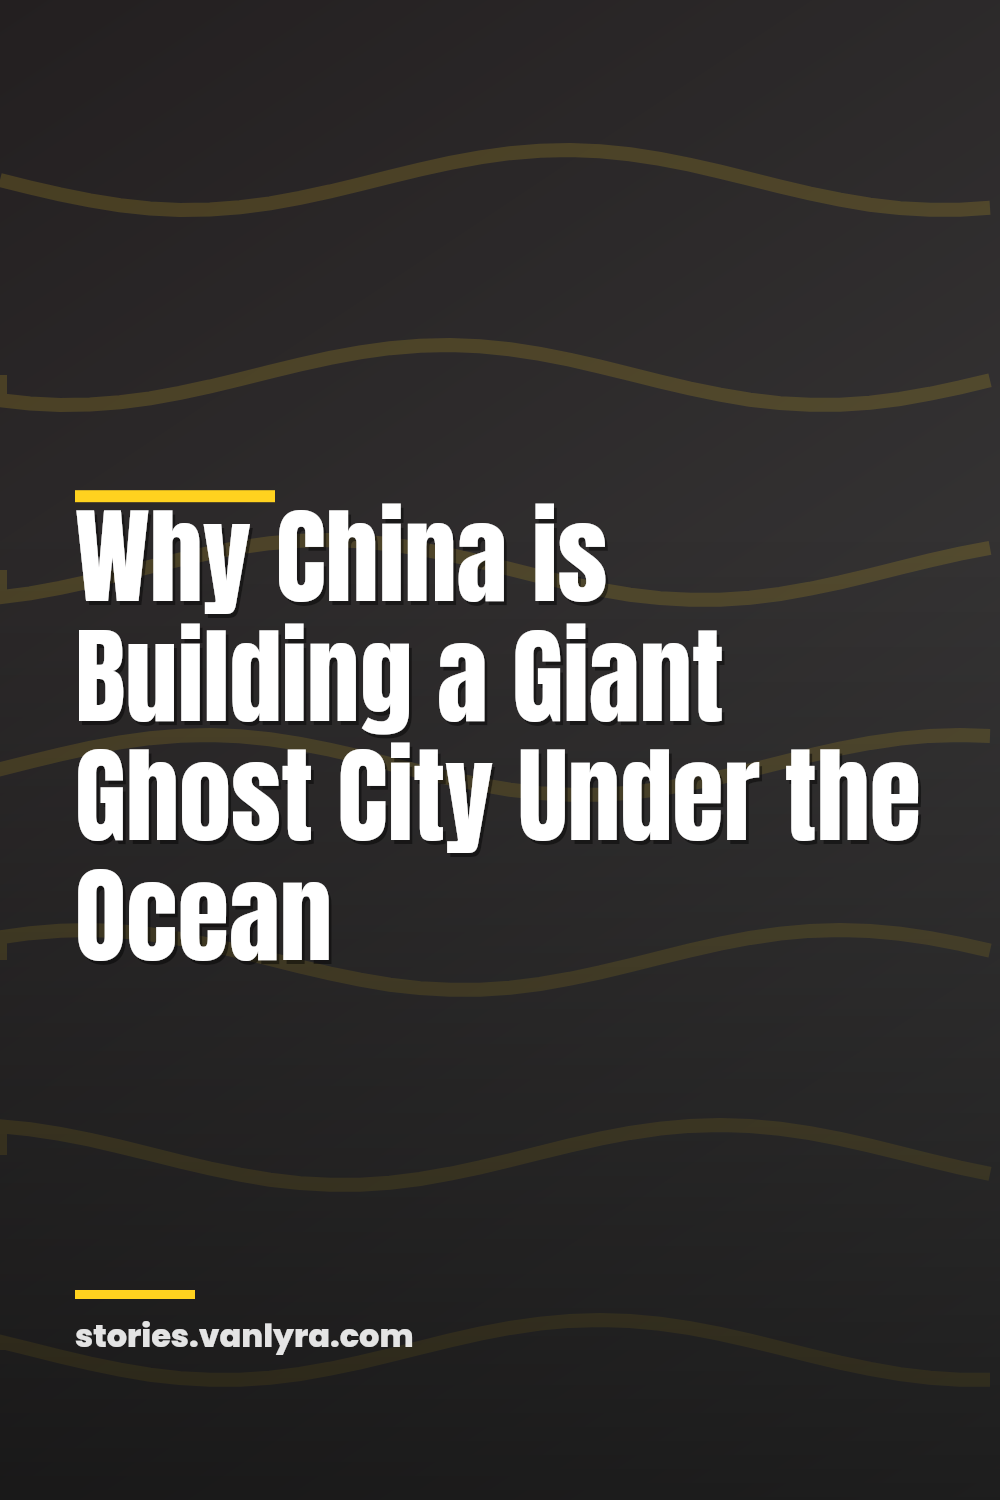 Why China is
Building a Giant
Ghost City Under the
Ocean
stories.vanlyra.com